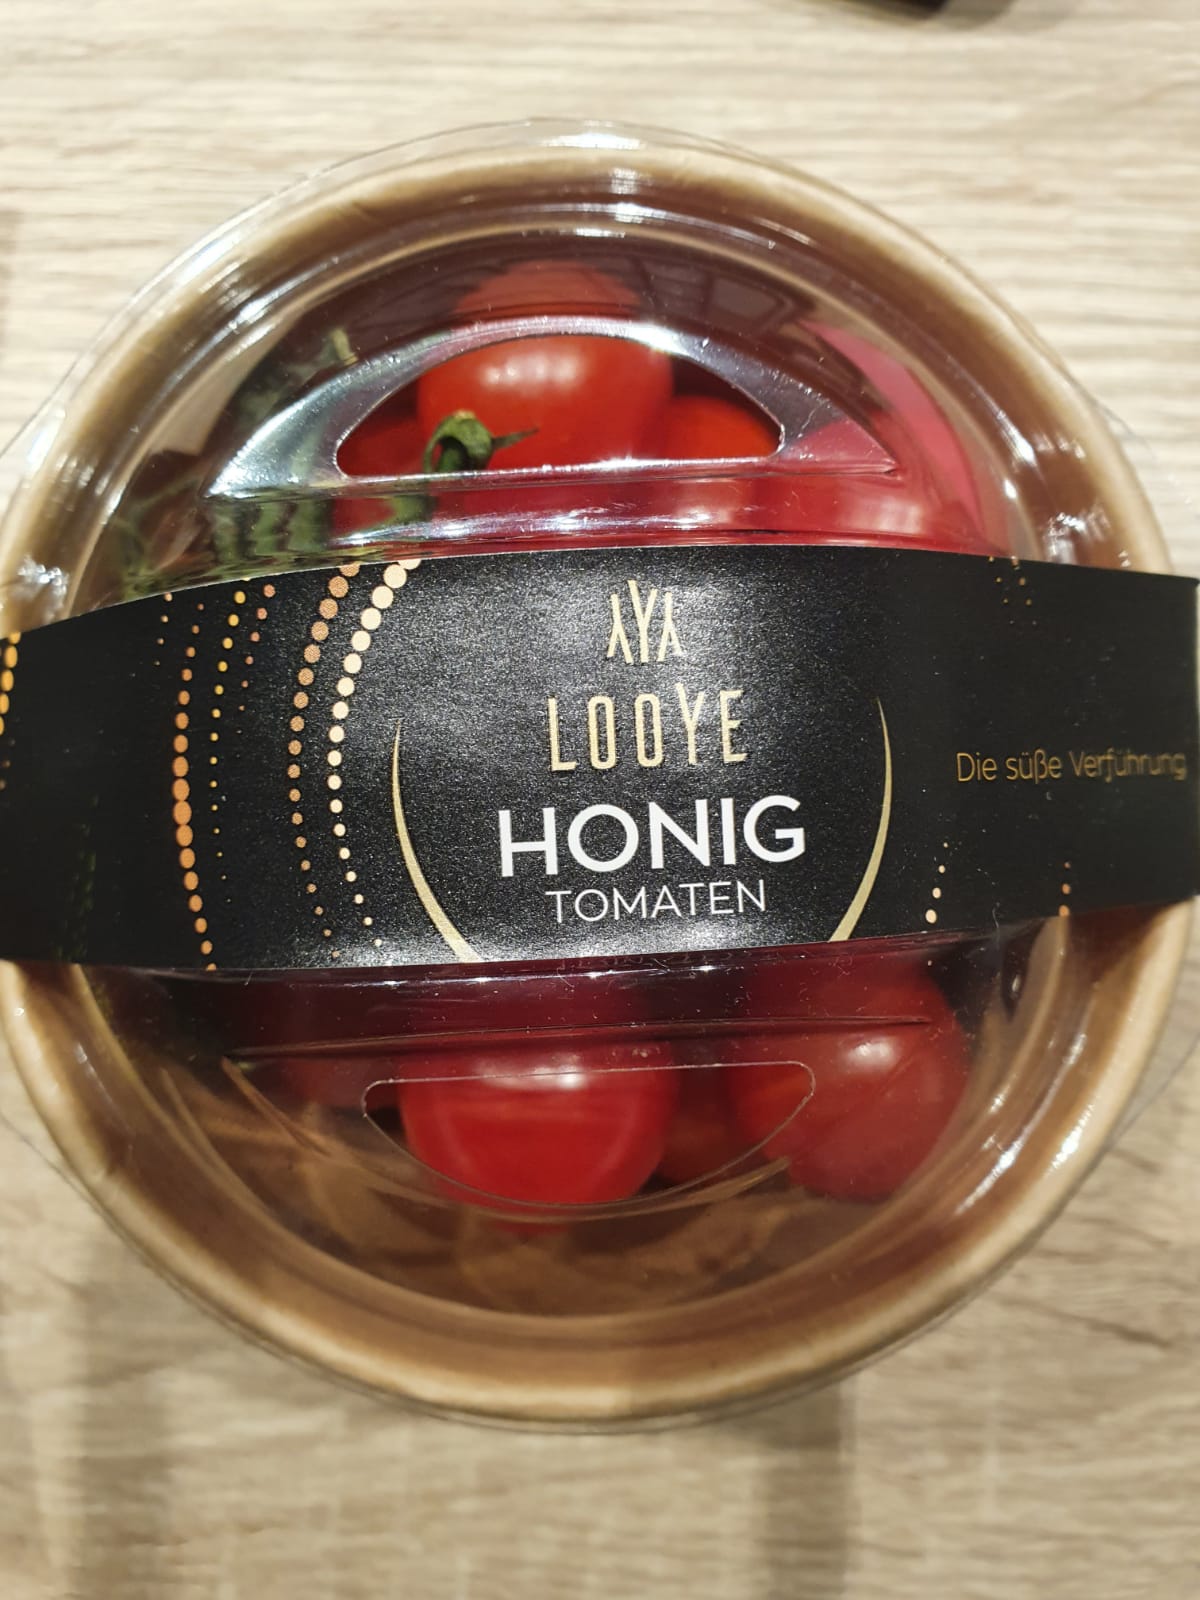 LOOYE
HONIG
TOMATEN
Die süße Verführung